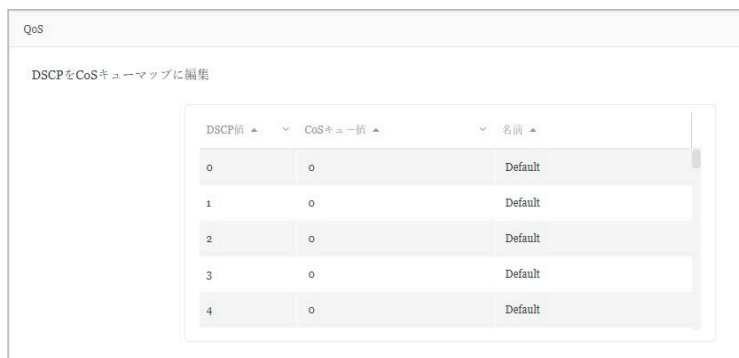 QoS
DSCPをCoSキューマップに編集
DSCP値 CoSキュー値 名前
0 0 Default
1 0 Default
2 0 Default
3 0 Default
4 0 Default